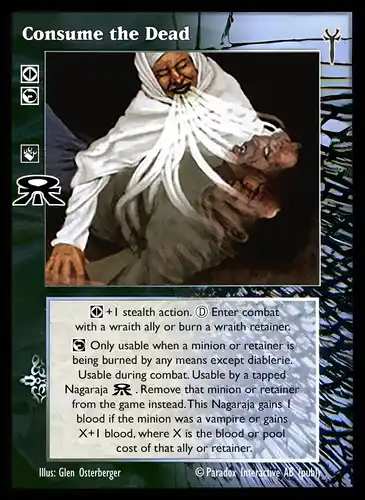 Consume the Dead
+1 stealth action. Ⓓ Enter combat
with a wraith ally or burn a wraith retainer.
Only usable when a minion or retainer is
being burned by any means except diablerie.
Usable during combat. Usable by a tapped
Nagaraja . Remove that minion or retainer
from the game instead. This Nagaraja gains 1
blood if the minion was a vampire or gains
X+1 blood, where X is the blood or pool
cost of that ally or retainer.
Illus: Glen Osterberger
© Paradox Interactive AB (publ)